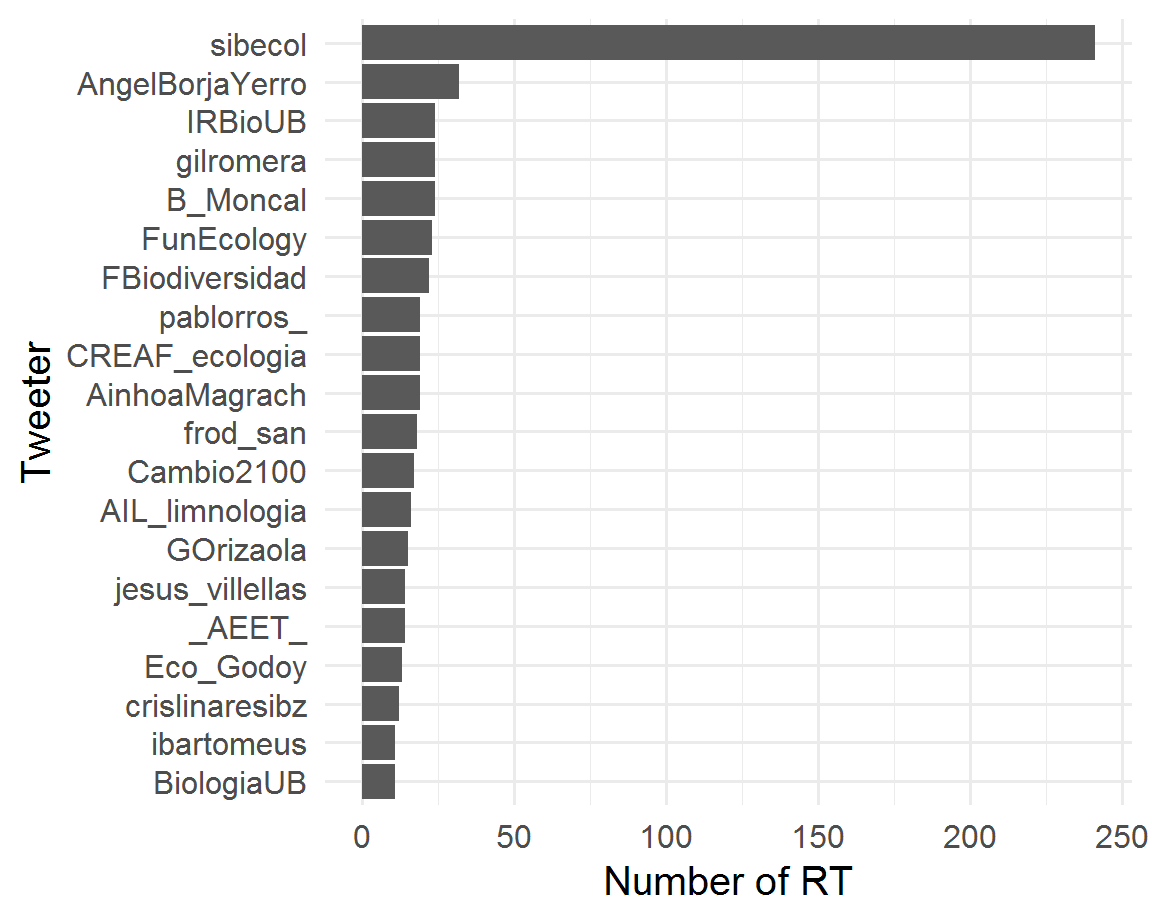 sibecol
AngelBorjaYerro
IRBioUB
gilromera
B_Moncal
FunEcology
FBiodiversidad
pablorros_
CREAF_ecologia
AinhoaMagrach
frod_san
Cambio2100
AIL_limnologia
GOrizaola
jesus_villellas
_AEET_
Eco_Godoy
crislinaresibz
ibartomeus
BiologiaUB
Tweeter
0 50 100 150 200 250
Number of RT